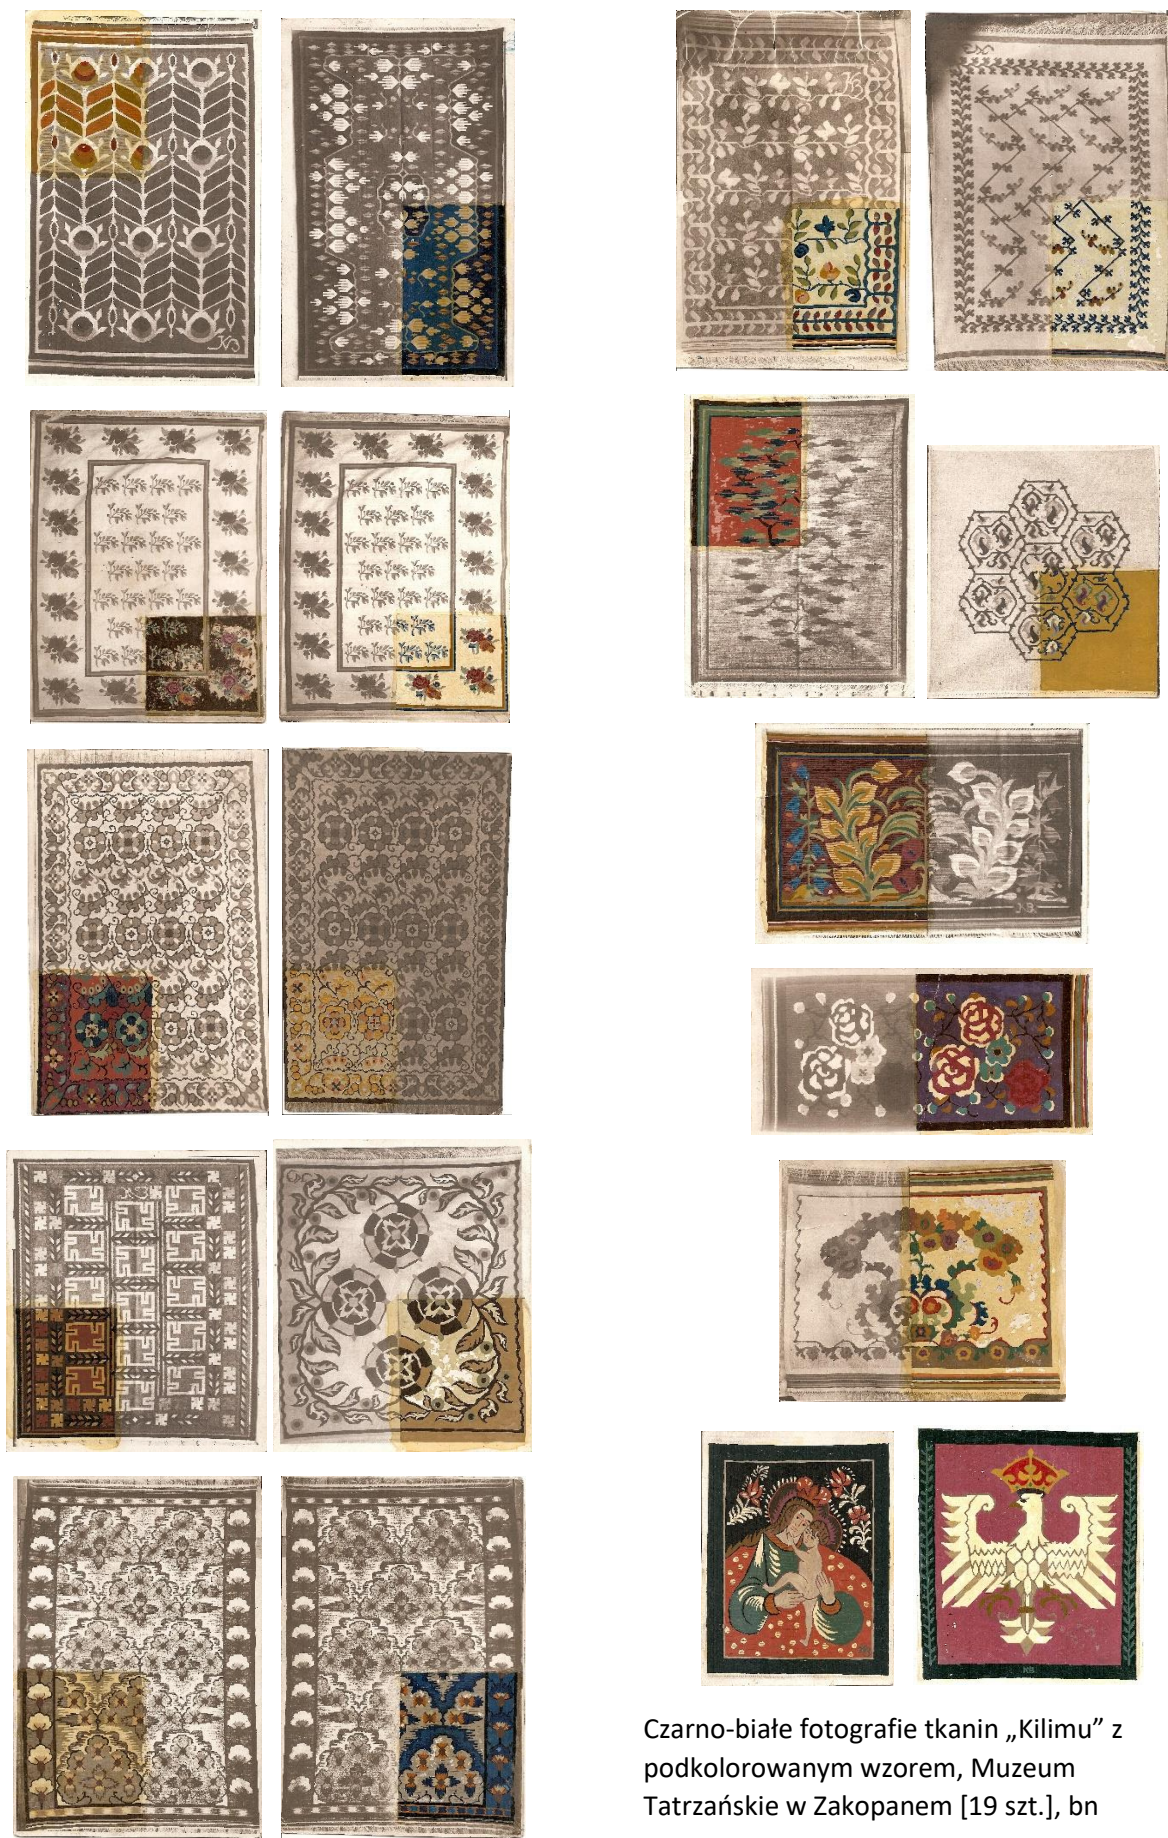 Czarno-białe fotografie tkanin „Kilimu” z
podkolorowanym wzorem, Muzeum
Tatrzańskie w Zakopanem [19 szt.], bn